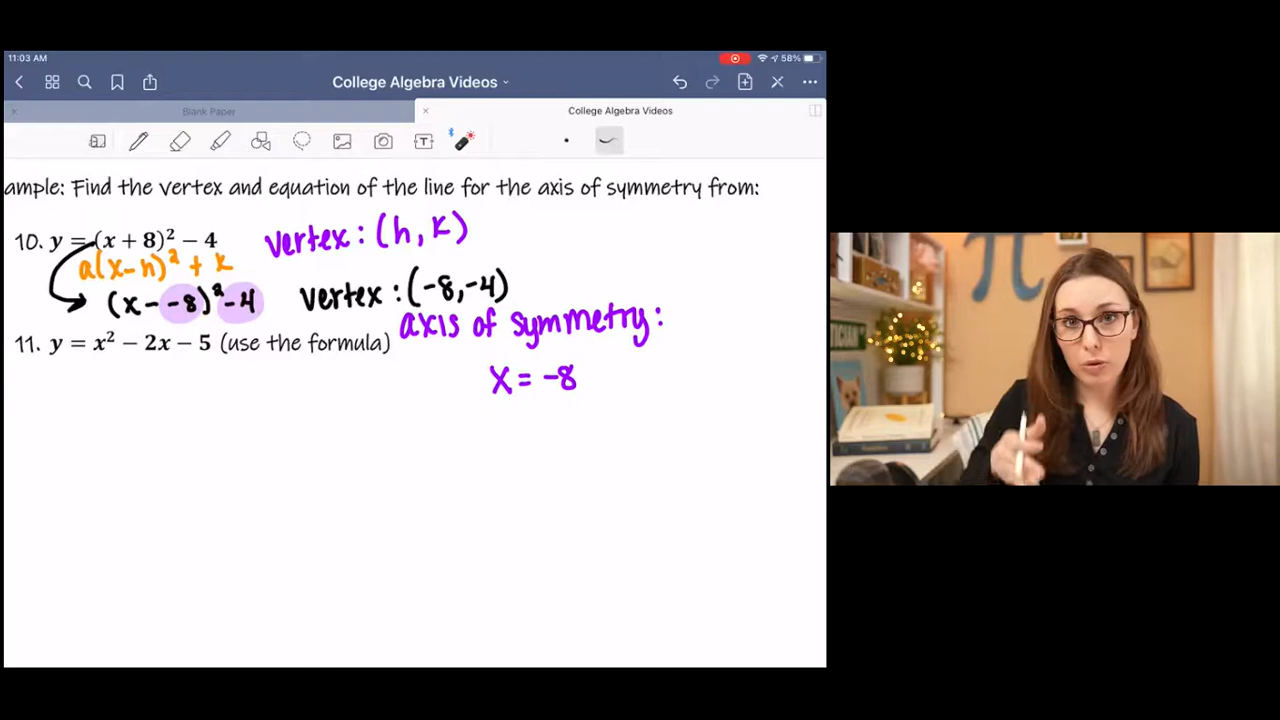 11:03 AM
58%
College Algebra Videos
Blank Paper
College Algebra Videos
ample: Find the vertex and equation of the line for the axis of symmetry from:
10. y = (x + 8)² − 4
vertex: (h, k)
a(x−h)² + k
(x − −8)² −4
vertex: (−8,−4)
axis of symmetry:
11. y = x² − 2x − 5 (use the formula)
x = −8